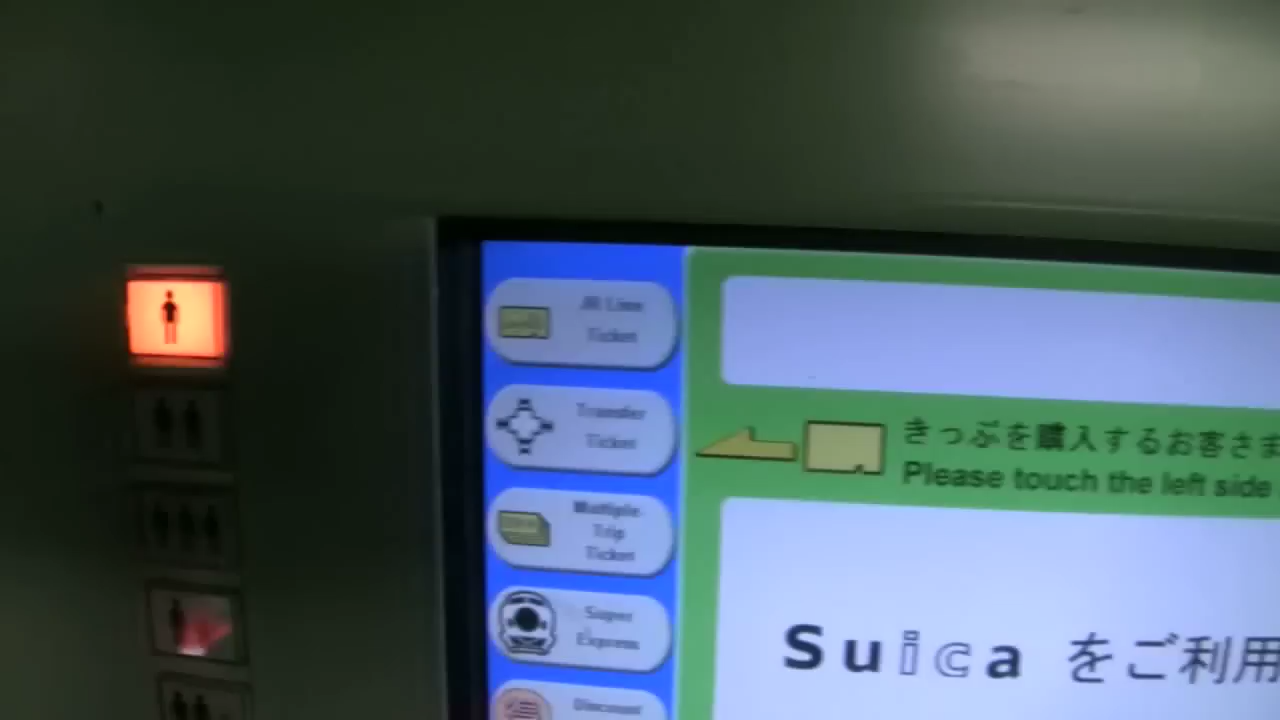 JR Line
Ticket
Transfer
Ticket
Multiple
Trip
Ticket
Super
Express
Discount
きっぷを購入するお客さま
Please touch the left side
Suica をご利用